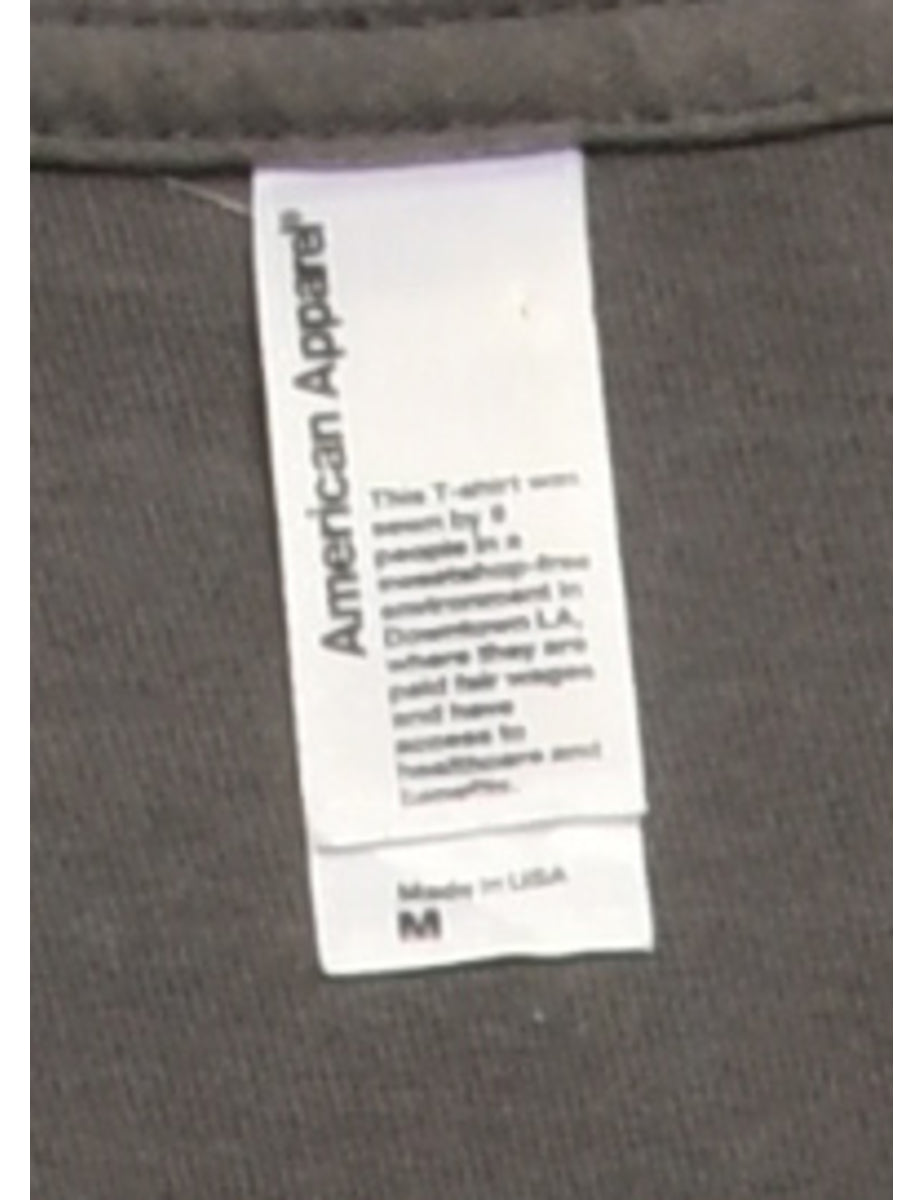 American Apparel®
This T-shirt was
sewn by
people in a
sweatshop-free
environment in
Downtown LA,
where they are
paid fair wages
and have
access to
healthcare and
benefits.
Made in USA
M